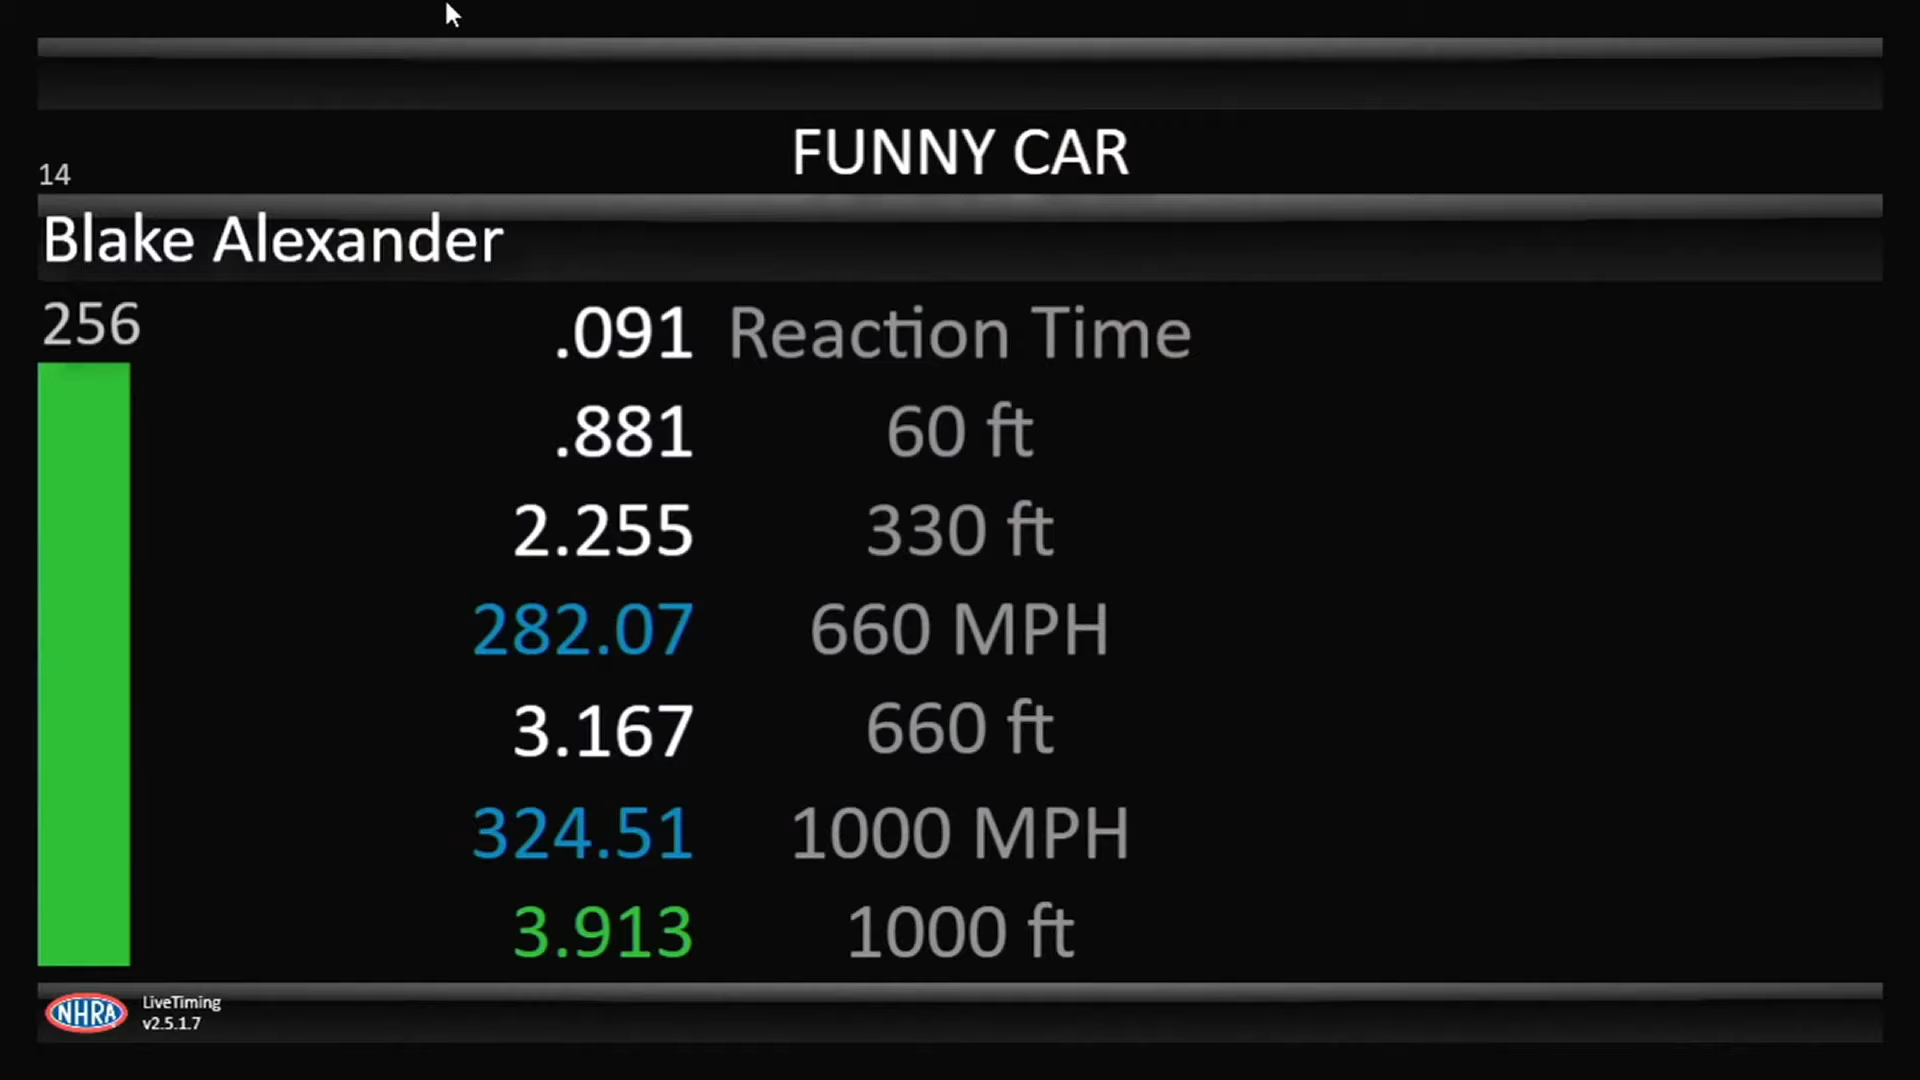 FUNNY CAR
14
Blake Alexander
256
.091 Reaction Time
.881 60 ft
2.255 330 ft
282.07 660 MPH
3.167 660 ft
324.51 1000 MPH
3.913 1000 ft
NHRA LiveTiming
v2.5.1.7